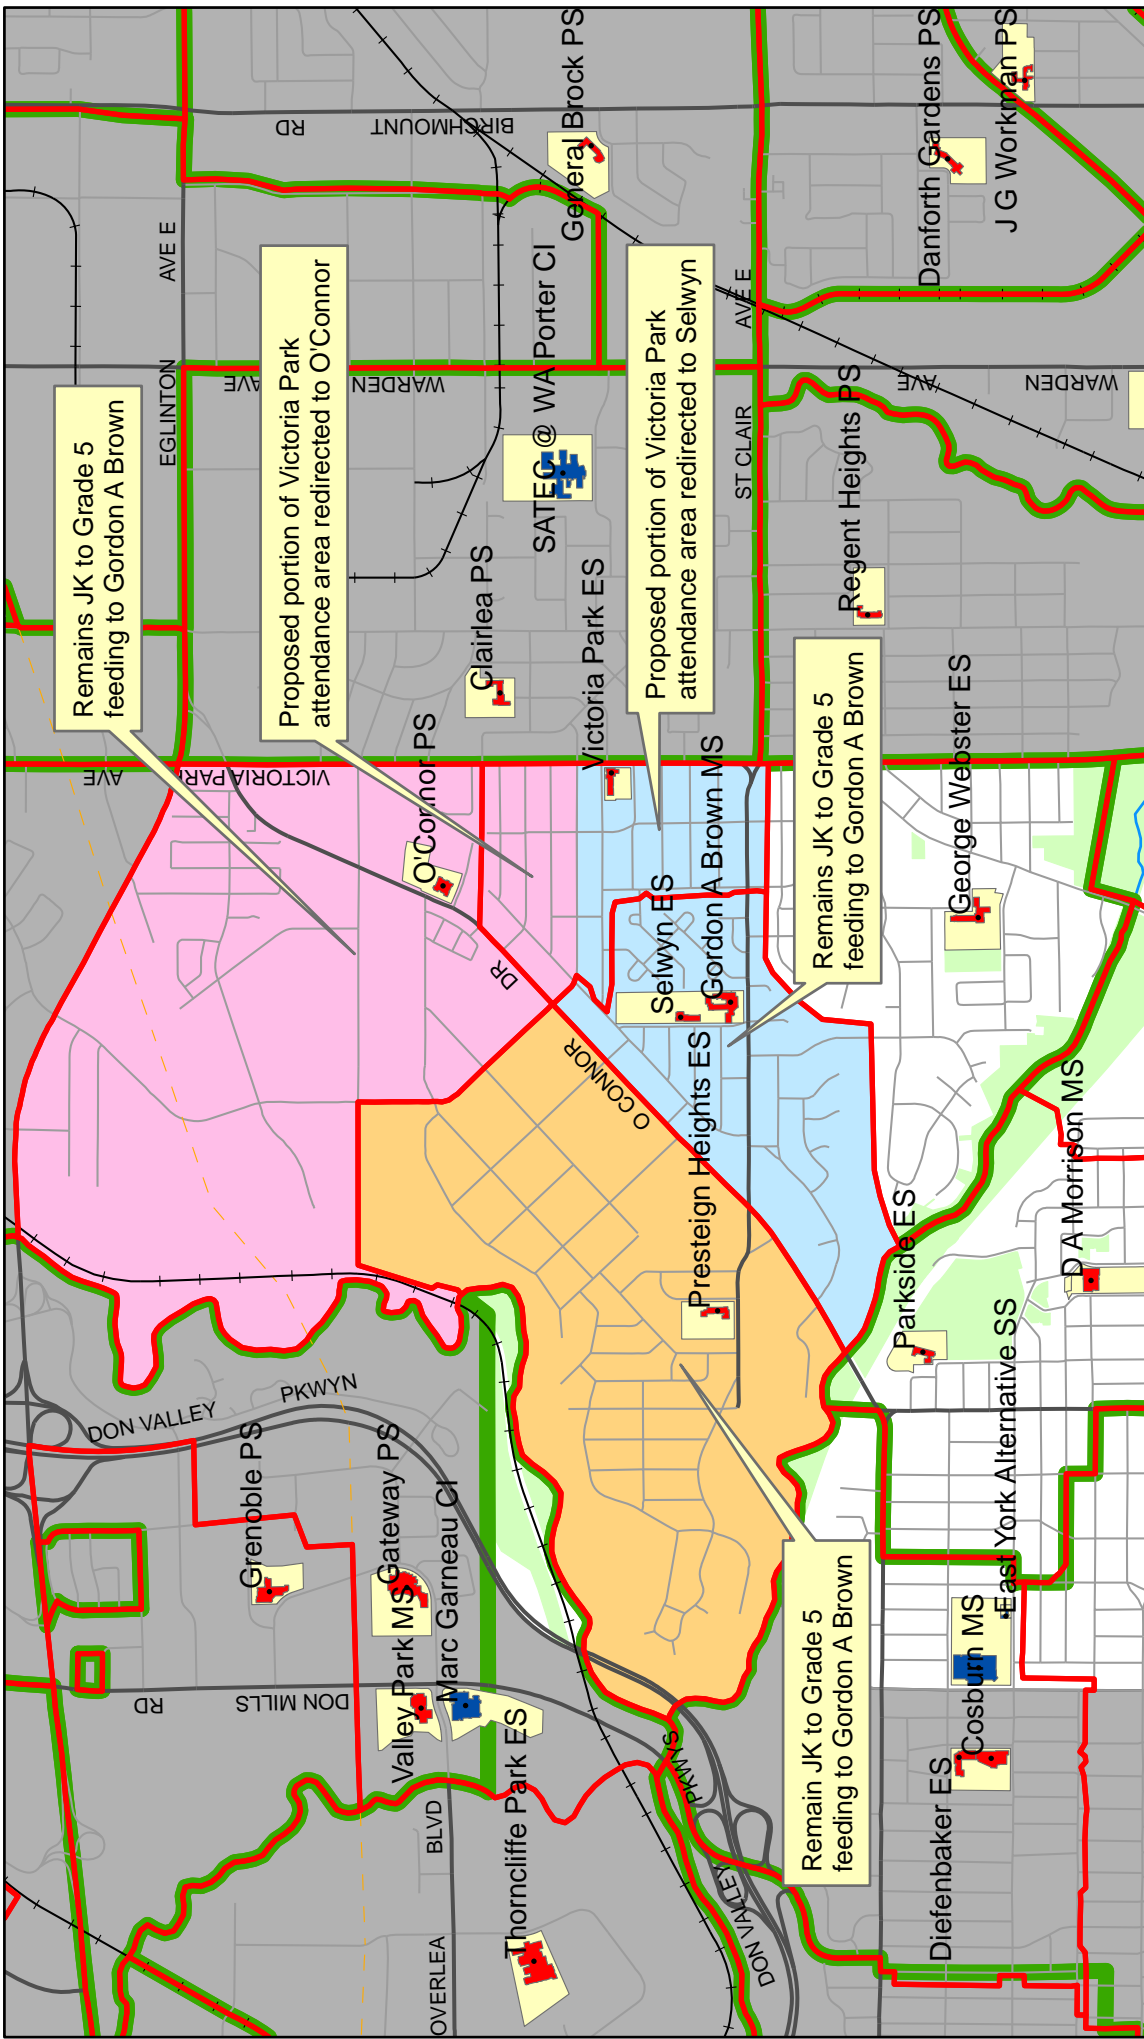 Remains JK to Grade 5
feeding to Gordon A Brown
AVE
EGLINTON
AVE E
RD
DON MILLS
DON VALLEY
PKWYN
Grenoble PS
VICTORIA PARK
AVE
Proposed portion of Victoria Park
attendance area redirected to O'Connor
WARDEN
AVE
RD
BIRCHMOUNT
Valley Park MS
Gateway PS
Marc Garneau CI
BLVD
OVERLEA
O'Connor PS
Clairlea PS
Thorncliffe Park ES
DR
SATEC @ WA Porter CI
General Brock PS
O CONNOR
Victoria Park ES
Proposed portion of Victoria Park
attendance area redirected to Selwyn
Selwyn ES
Gordon A Brown MS
Presteign Heights ES
PKWYS
DON VALLEY
ST CLAIR
AVE E
Remain JK to Grade 5
feeding to Gordon A Brown
Remains JK to Grade 5
feeding to Gordon A Brown
Regent Heights PS
Parkside ES
AVE
WARDEN
Diefenbaker ES
Cosburn MS
East York Alternative SS
George Webster ES
Danforth Gardens PS
J G Workman PS
D A Morrison MS